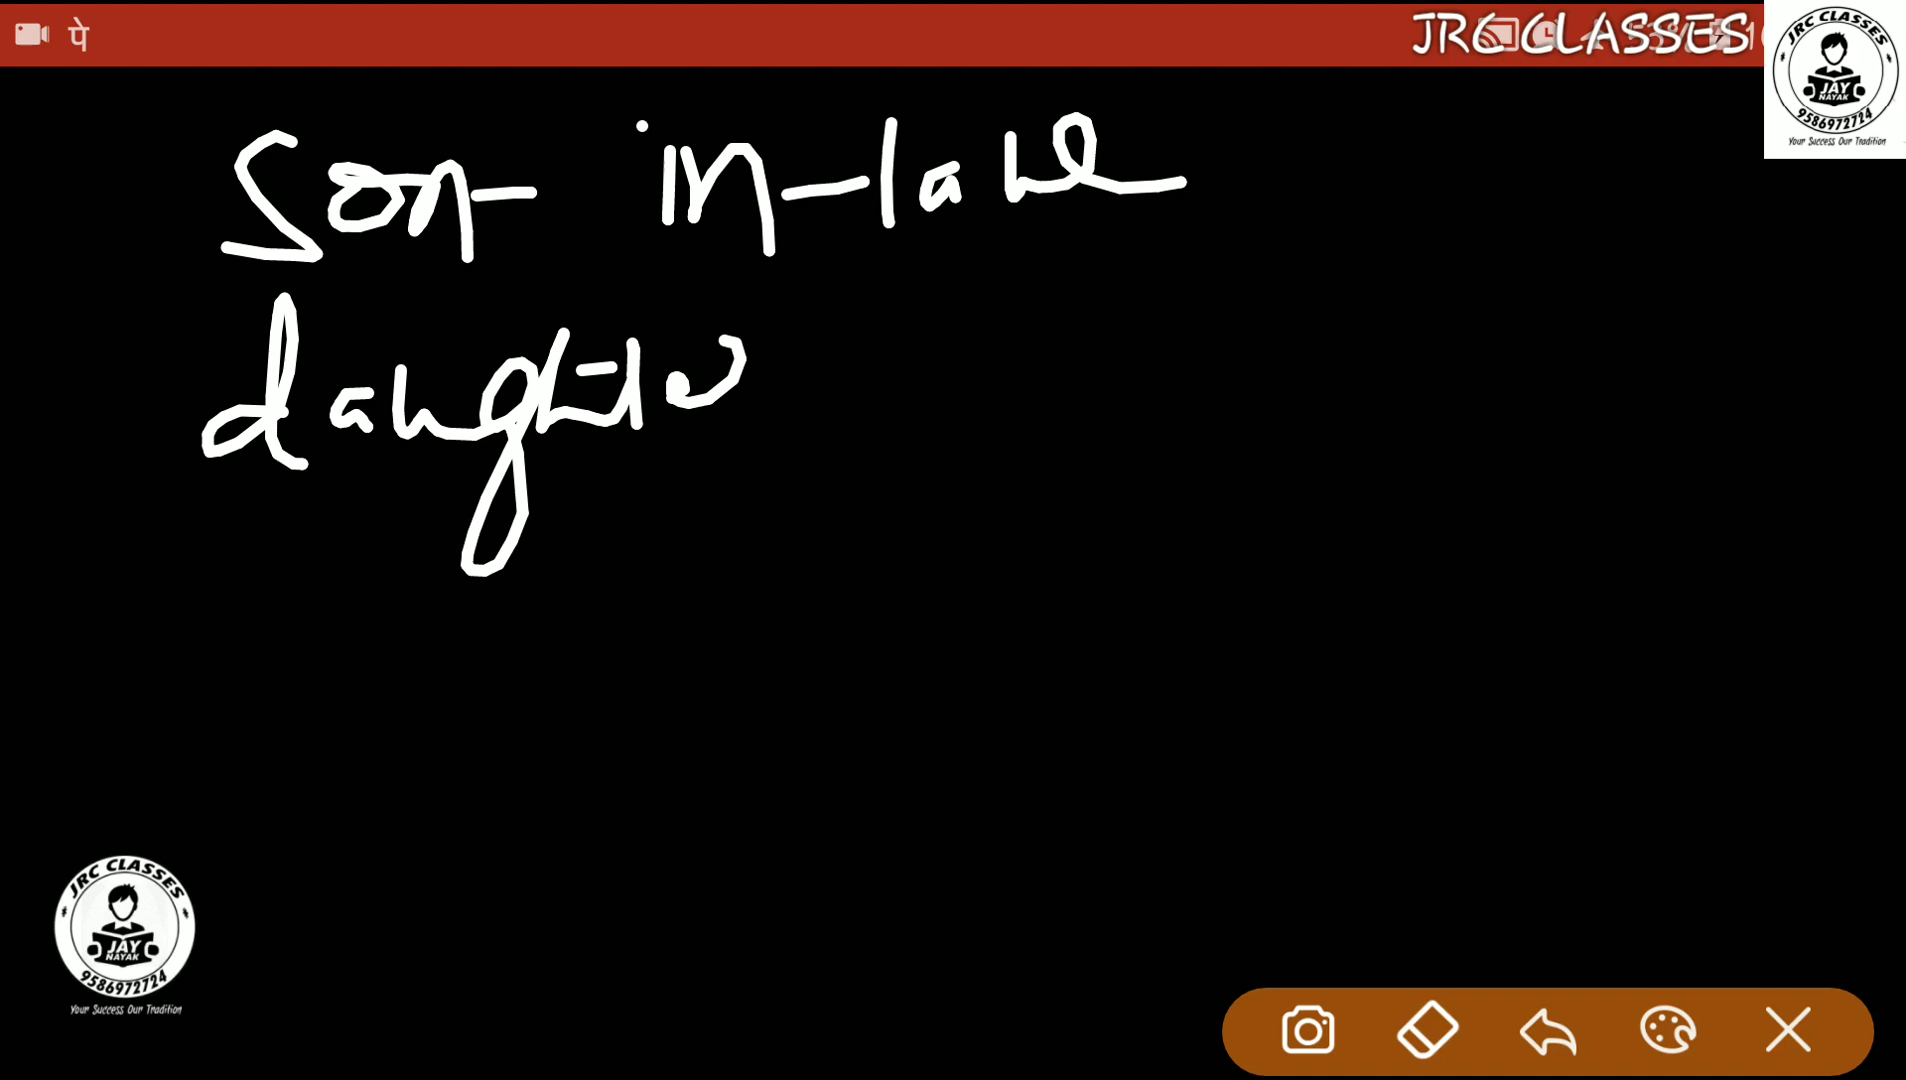 पे JRC CLASSES
JRC CLASSES
JAY
NAYAK
9586972724
Your Success Our Tradition
Son- in-law
daughter
JRC CLASSES
JAY
NAYAK
9586972724
Your Success Our Tradition